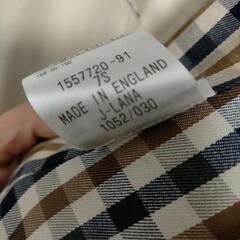 1557720-91
7S
MADE IN ENGLAND
J-LANA
1052/030